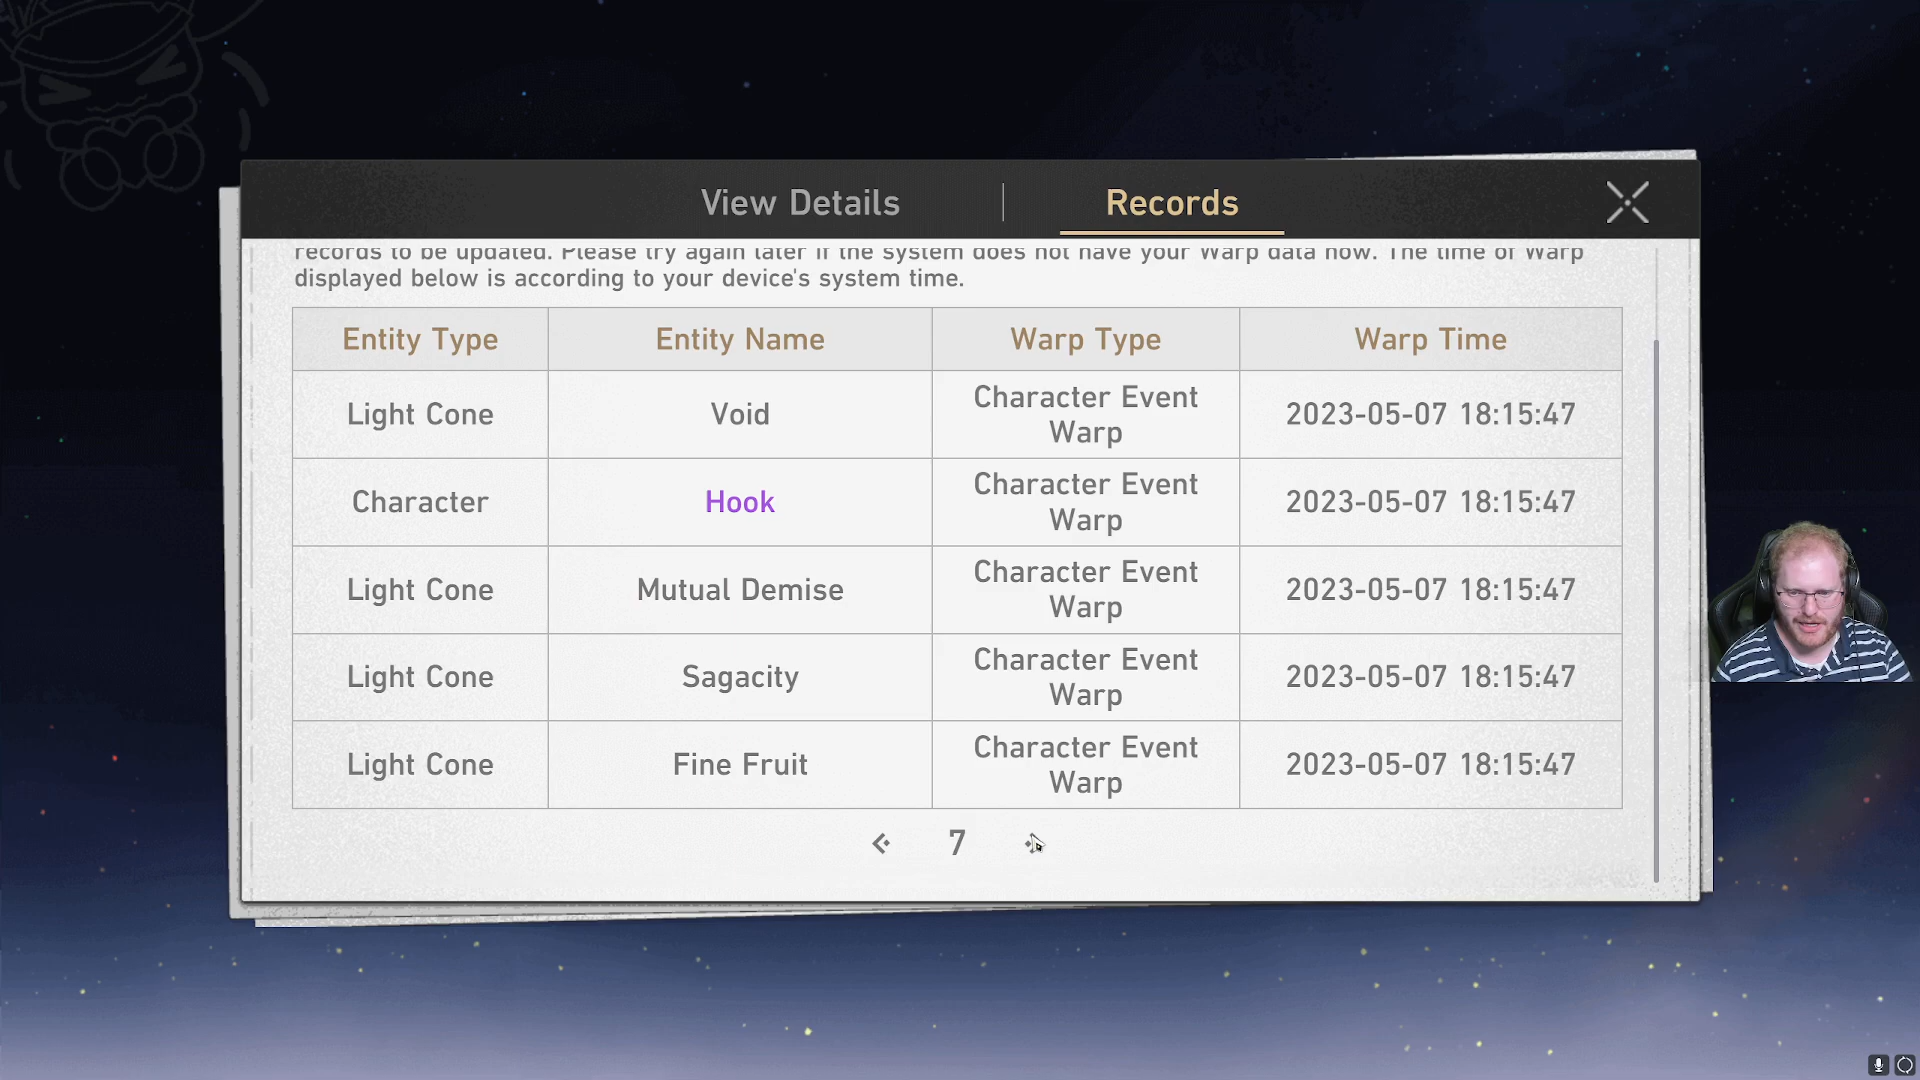 View Details
Records
records to be updated. Please try again later if the system does not have your Warp data now. The time of Warp
displayed below is according to your device's system time.
Entity Type Entity Name Warp Type Warp Time
Light Cone Void Character Event Warp 2023-05-07 18:15:47
Character Hook Character Event Warp 2023-05-07 18:15:47
Light Cone Mutual Demise Character Event Warp 2023-05-07 18:15:47
Light Cone Sagacity Character Event Warp 2023-05-07 18:15:47
Light Cone Fine Fruit Character Event Warp 2023-05-07 18:15:47
7